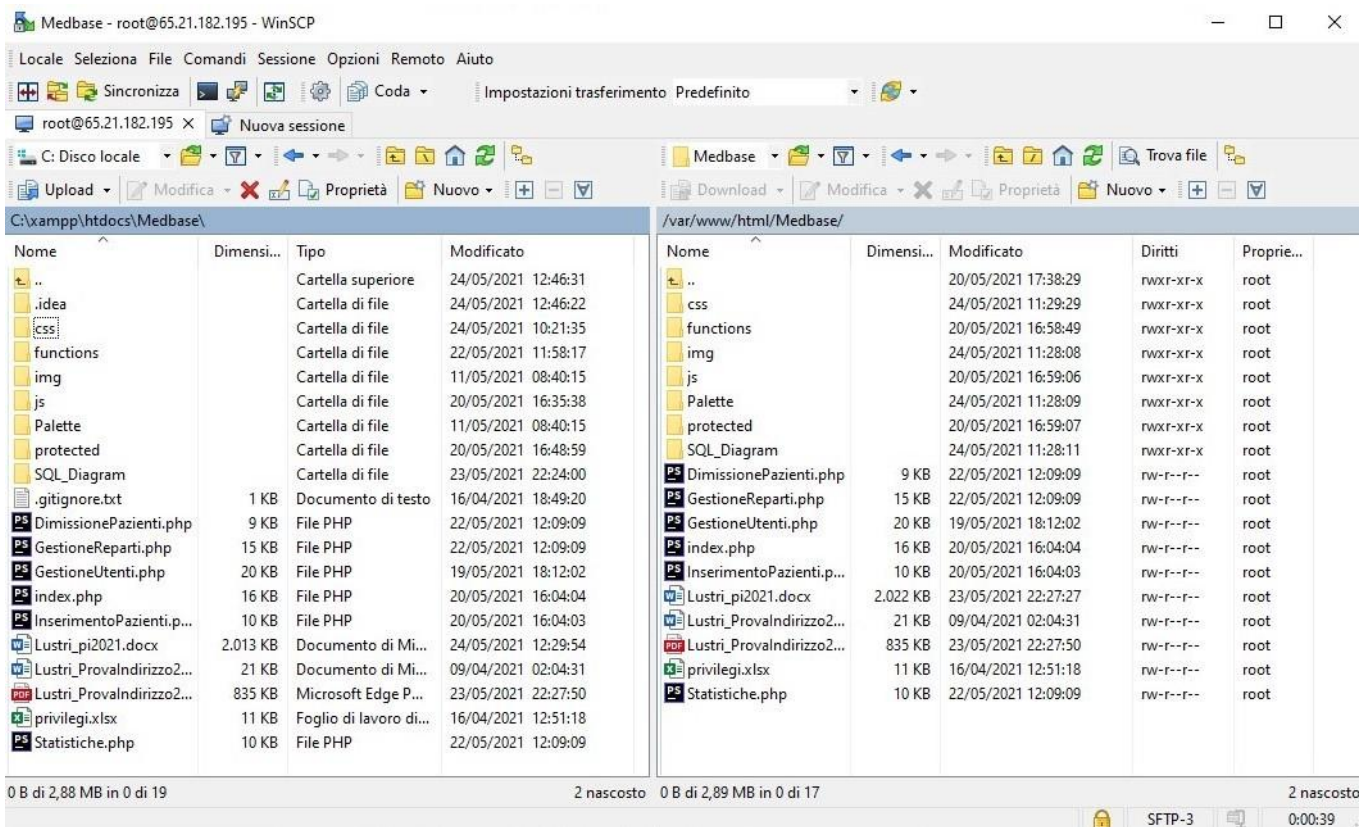 Medbase - root@65.21.182.195 - WinSCP
Locale Seleziona File Comandi Sessione Opzioni Remoto Aiuto
Sincronizza Coda Impostazioni trasferimento Predefinito
root@65.21.182.195 Nuova sessione
C: Disco locale
Medbase Trova file
Upload Modifica Proprietà Nuovo
Download Modifica Proprietà Nuovo
C:\xampp\htdocs\Medbase\
Nome Dimensi... Tipo Modificato
.. Cartella superiore 24/05/2021 12:46:31
.idea Cartella di file 24/05/2021 12:46:22
css Cartella di file 24/05/2021 10:21:35
functions Cartella di file 22/05/2021 11:58:17
img Cartella di file 11/05/2021 08:40:15
js Cartella di file 20/05/2021 16:35:38
Palette Cartella di file 11/05/2021 08:40:15
protected Cartella di file 20/05/2021 16:48:59
SQL_Diagram Cartella di file 23/05/2021 22:24:00
.gitignore.txt 1 KB Documento di testo 16/04/2021 18:49:20
DimissionePazienti.php 9 KB File PHP 22/05/2021 12:09:09
GestioneReparti.php 15 KB File PHP 22/05/2021 12:09:09
GestioneUtenti.php 20 KB File PHP 19/05/2021 18:12:02
index.php 16 KB File PHP 20/05/2021 16:04:04
InserimentoPazienti.p... 10 KB File PHP 20/05/2021 16:04:03
Lustri_pi2021.docx 2.013 KB Documento di Mi... 24/05/2021 12:29:54
Lustri_ProvaIndirizzo2... 21 KB Documento di Mi... 09/04/2021 02:04:31
Lustri_ProvaIndirizzo2... 835 KB Microsoft Edge P... 23/05/2021 22:27:50
privilegi.xlsx 11 KB Foglio di lavoro di... 16/04/2021 12:51:18
Statistiche.php 10 KB File PHP 22/05/2021 12:09:09
0 B di 2,88 MB in 0 di 19 2 nascosto
/var/www/html/Medbase/
Nome Dimensi... Modificato Diritti Proprie...
.. 20/05/2021 17:38:29 rwxr-xr-x root
css 24/05/2021 11:29:29 rwxr-xr-x root
functions 20/05/2021 16:58:49 rwxr-xr-x root
img 24/05/2021 11:28:08 rwxr-xr-x root
js 20/05/2021 16:59:06 rwxr-xr-x root
Palette 24/05/2021 11:28:09 rwxr-xr-x root
protected 20/05/2021 16:59:07 rwxr-xr-x root
SQL_Diagram 24/05/2021 11:28:11 rwxr-xr-x root
DimissionePazienti.php 9 KB 22/05/2021 12:09:09 rw-r--r-- root
GestioneReparti.php 15 KB 22/05/2021 12:09:09 rw-r--r-- root
GestioneUtenti.php 20 KB 19/05/2021 18:12:02 rw-r--r-- root
index.php 16 KB 20/05/2021 16:04:04 rw-r--r-- root
InserimentoPazienti.p... 10 KB 20/05/2021 16:04:03 rw-r--r-- root
Lustri_pi2021.docx 2.022 KB 23/05/2021 22:27:27 rw-r--r-- root
Lustri_ProvaIndirizzo2... 21 KB 09/04/2021 02:04:31 rw-r--r-- root
Lustri_ProvaIndirizzo2... 835 KB 23/05/2021 22:27:50 rw-r--r-- root
privilegi.xlsx 11 KB 16/04/2021 12:51:18 rw-r--r-- root
Statistiche.php 10 KB 22/05/2021 12:09:09 rw-r--r-- root
0 B di 2,89 MB in 0 di 17 2 nascosto
SFTP-3 0:00:39